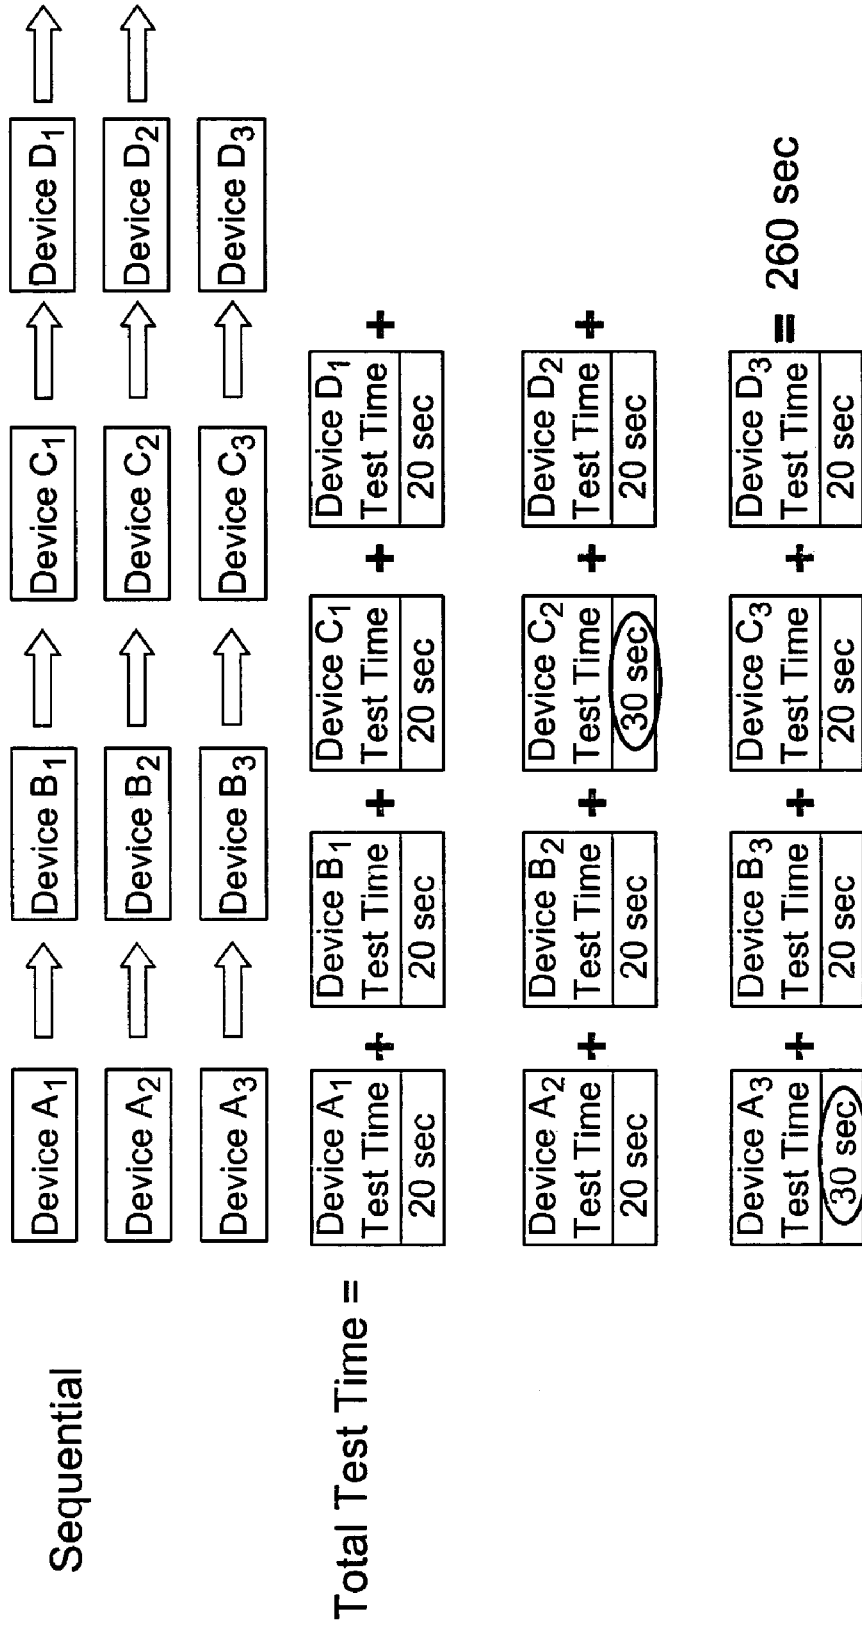 Sequential
Device A1 Device B1 Device C1 Device D1
Device A2 Device B2 Device C2 Device D2
Device A3 Device B3 Device C3 Device D3
Total Test Time =
Device A1 + Device B1 + Device C1 + Device D1 +
Test Time Test Time Test Time Test Time
20 sec 20 sec 20 sec 20 sec
Device A2 + Device B2 + Device C2 + Device D2 +
Test Time Test Time Test Time Test Time
20 sec 20 sec 30 sec 20 sec
Device A3 + Device B3 + Device C3 + Device D3 = 260 sec
Test Time Test Time Test Time Test Time
30 sec 20 sec 20 sec 20 sec